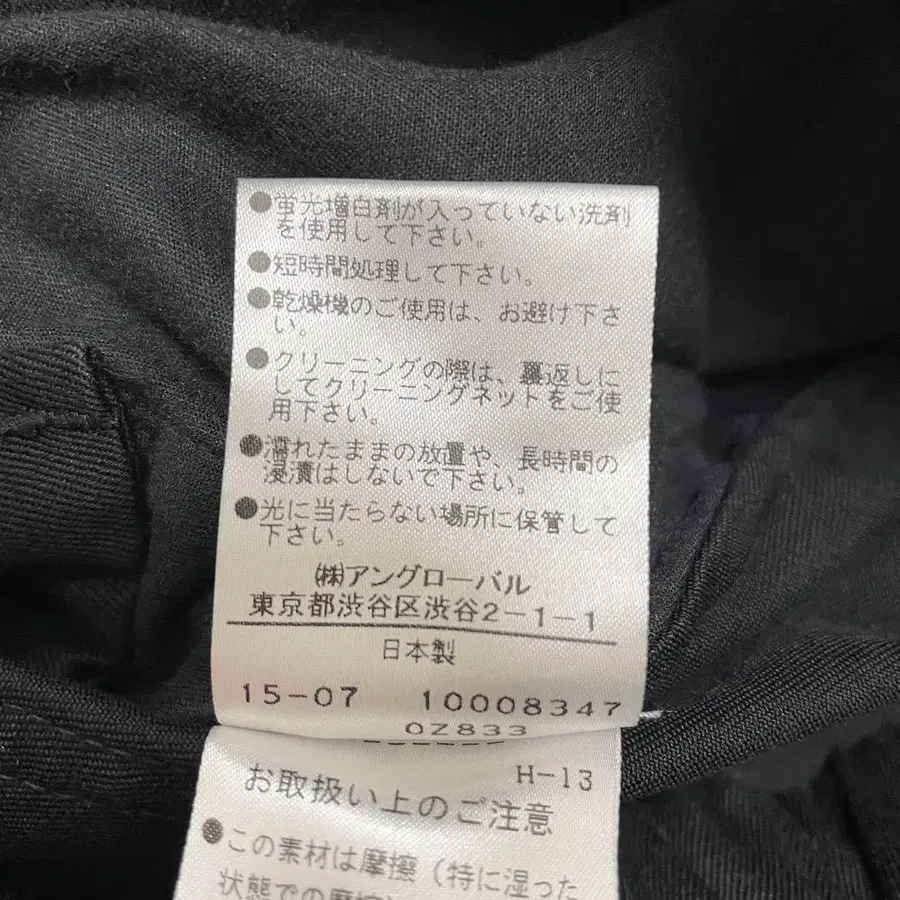 ●蛍光増白剤が入っていない洗剤
を使用して下さい。
●短時間処理して下さい。
●乾燥機のご使用は、お避け下さ
い。
●クリーニングの際は、裏返しに
してクリーニングネットをご使
用下さい。
●濡れたままの放置や、長時間の
浸漬はしないで下さい。
●光に当たらない場所に保管して
下さい。
㈱アングローバル
東京都渋谷区渋谷2-1-1
日本製
15-07 10008347
0Z833
H-13
お取扱い上のご注意
●この素材は摩擦(特に湿った
状態での摩擦)